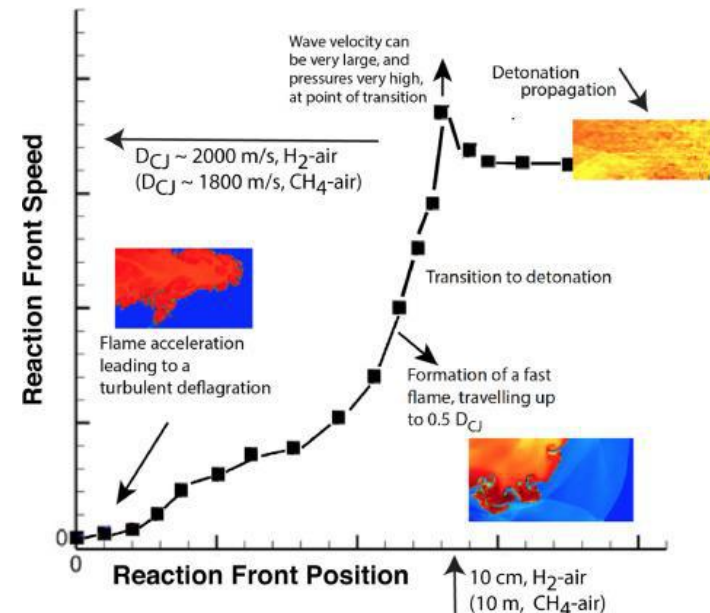 Wave velocity can
be very large, and
pressures very high,
at point of transition
Detonation
propagation
D_CJ ~ 2000 m/s, H2-air
(D_CJ ~ 1800 m/s, CH4-air)
Reaction Front Speed
Transition to detonation
Flame acceleration
leading to a
turbulent deflagration
Formation of a fast
flame, travelling up
to 0.5 D_CJ
0
0
Reaction Front Position
10 cm, H2-air
(10 m, CH4-air)